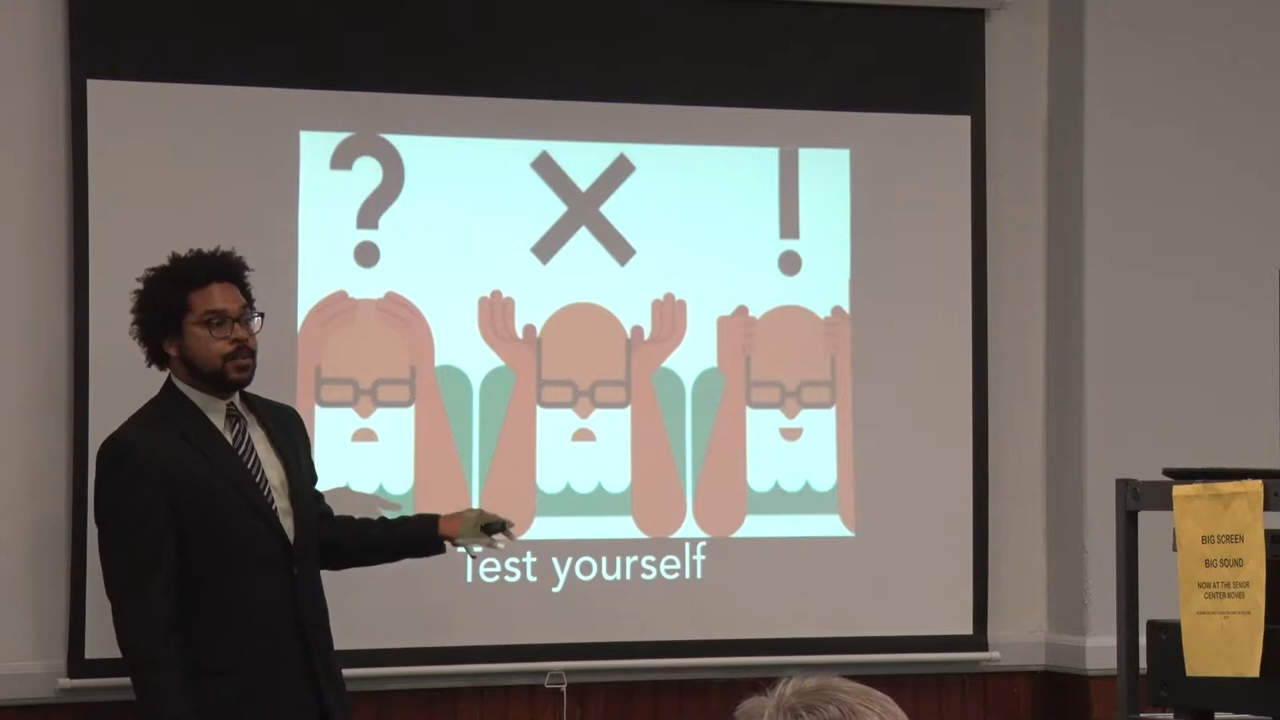 ? × !
Test yourself
BIG SCREEN
BIG SOUND
NOW AT THE SENIOR
CENTER MOVIES